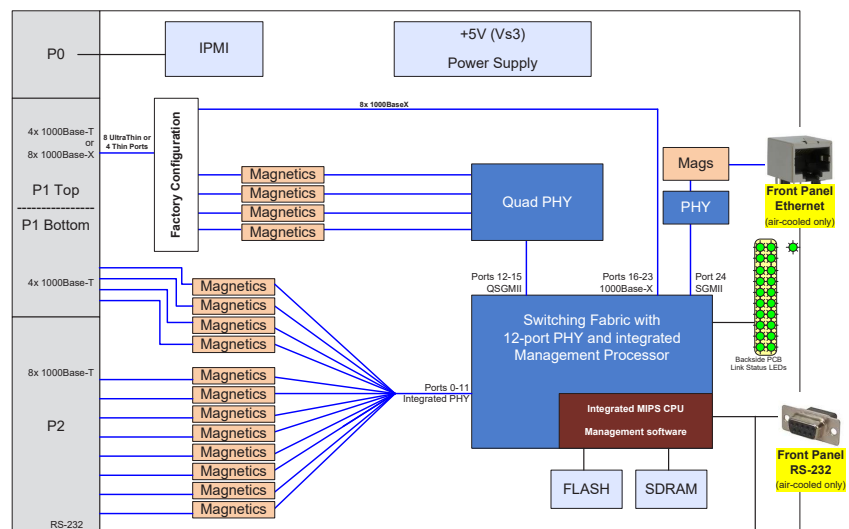 P0
IPMI
+5V (Vs3)
Power Supply
8x 1000BaseX
4x 1000Base-T
or
8x 1000Base-X
8 UltraThin or
4 Thin Ports
Factory Configuration
P1 Top
P1 Bottom
Magnetics
Magnetics
Magnetics
Magnetics
Quad PHY
Mags
PHY
Front Panel
Ethernet
(air-cooled only)
4x 1000Base-T
Magnetics
Magnetics
Magnetics
Magnetics
Ports 12-15
QSGMII
Ports 16-23
1000Base-X
Port 24
SGMII
Switching Fabric with
12-port PHY and integrated
Management Processor
Backside PCB
Link Status LEDs
8x 1000Base-T
P2
Magnetics
Magnetics
Magnetics
Magnetics
Magnetics
Magnetics
Magnetics
Magnetics
Ports 0-11
Integrated PHY
Integrated MIPS CPU
Management software
FLASH
SDRAM
Front Panel
RS-232
(air-cooled only)
RS-232